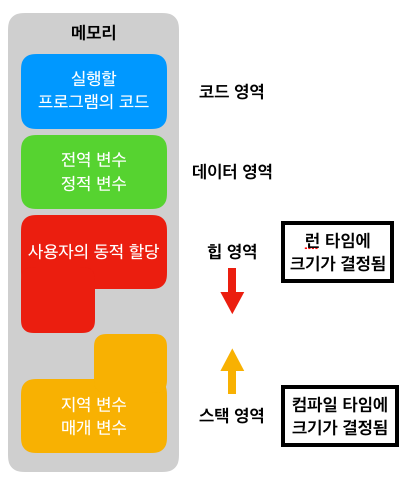 메모리
실행할
프로그램의 코드
코드 영역
전역 변수
정적 변수
데이터 영역
사용자의 동적 할당
힙 영역
런 타임에
크기가 결정됨
지역 변수
매개 변수
스택 영역
컴파일 타임에
크기가 결정됨